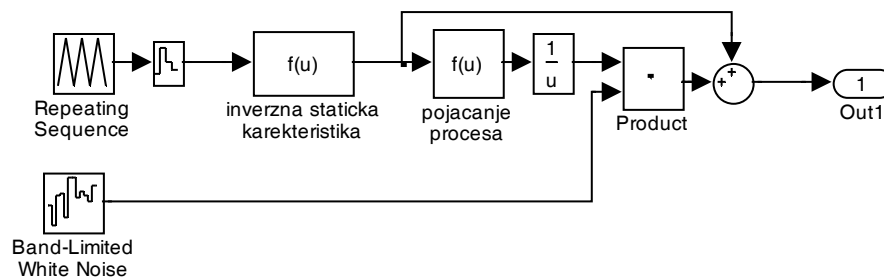 f(u)
f(u)
1
u
1
Repeating
Sequence
inverzna staticka
karekteristika
pojacanje
procesa
Product
+
+
Out1
Band-Limited
White Noise